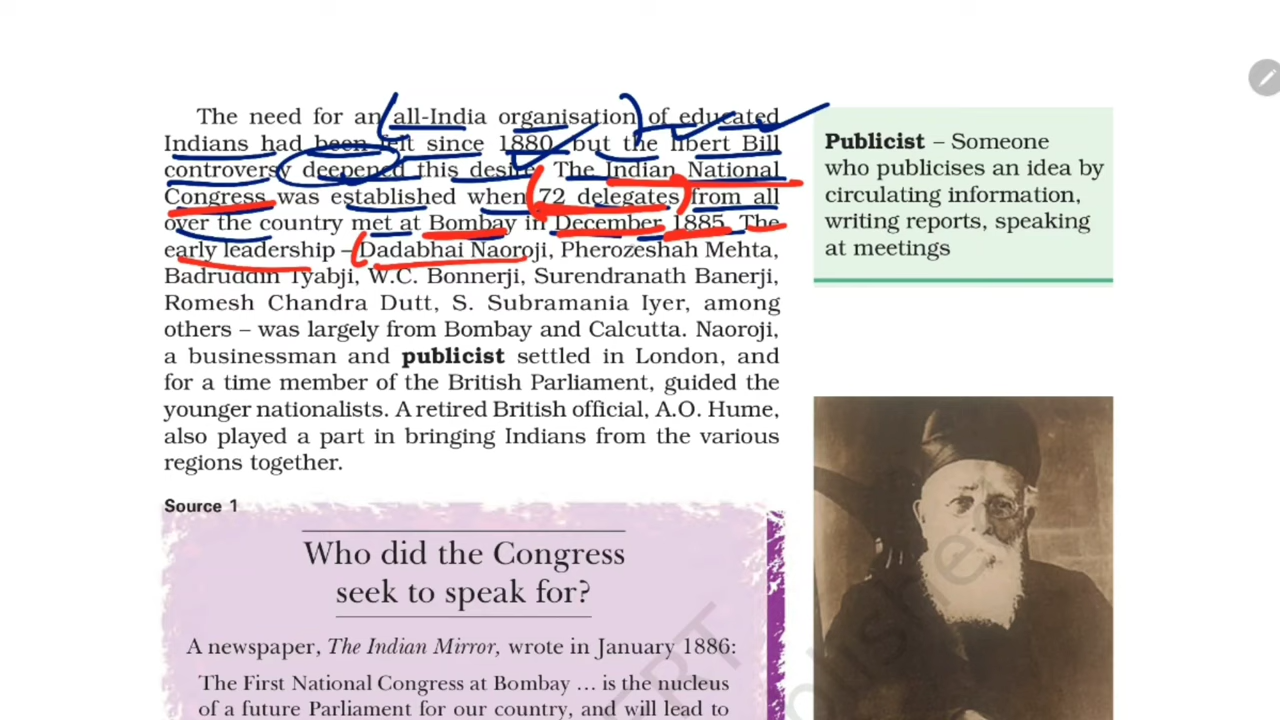 The need for an all-India organisation of educated
Indians had been felt since 1880, but the Ilbert Bill
controversy deepened this desire. The Indian National
Congress was established when 72 delegates from all
over the country met at Bombay in December 1885. The
early leadership – Dadabhai Naoroji, Pherozeshah Mehta,
Badruddin Tyabji, W.C. Bonnerji, Surendranath Banerji,
Romesh Chandra Dutt, S. Subramania Iyer, among
others – was largely from Bombay and Calcutta. Naoroji,
a businessman and publicist settled in London, and
for a time member of the British Parliament, guided the
younger nationalists. A retired British official, A.O. Hume,
also played a part in bringing Indians from the various
regions together.
Publicist – Someone
who publicises an idea by
circulating information,
writing reports, speaking
at meetings
Source 1
Who did the Congress
seek to speak for?
A newspaper, The Indian Mirror, wrote in January 1886:
The First National Congress at Bombay ... is the nucleus
of a future Parliament for our country, and will lead to